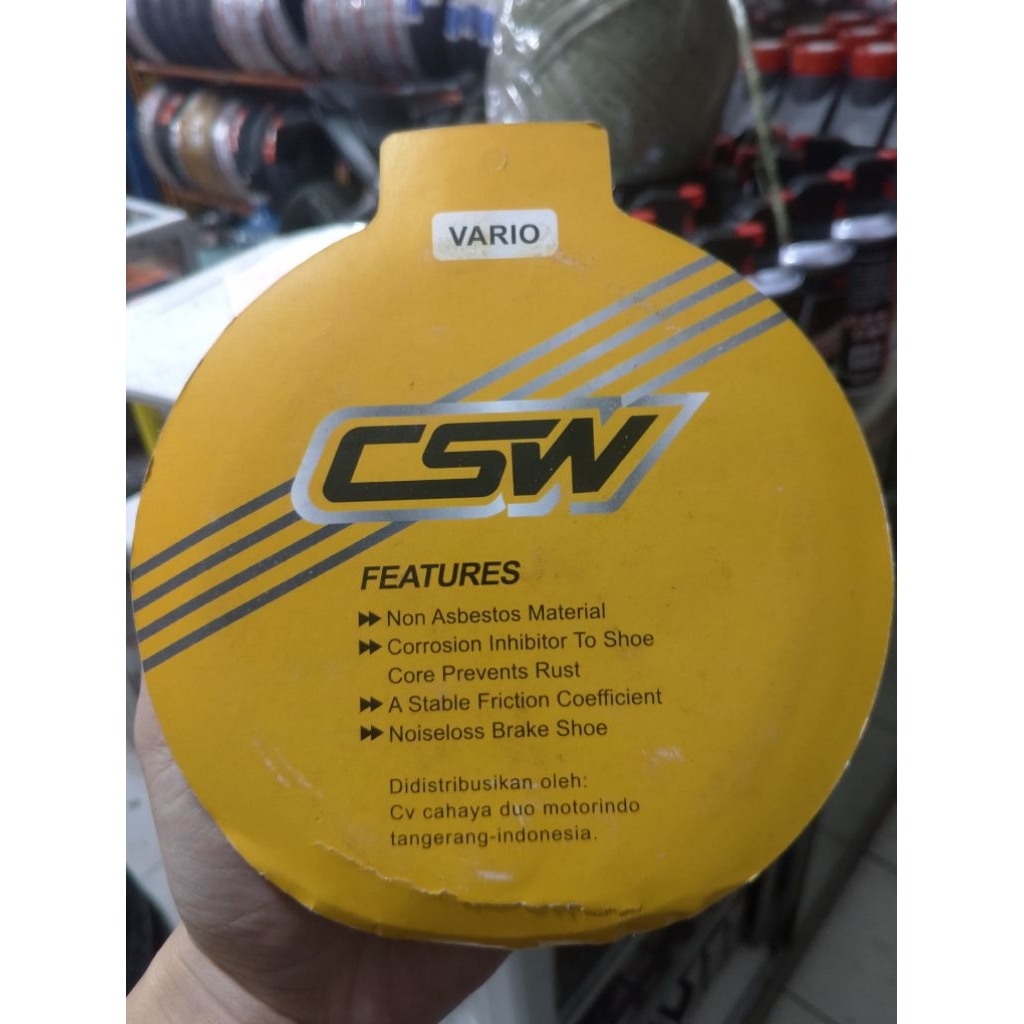 VARIO
CSW
FEATURES
Non Asbestos Material
Corrosion Inhibitor To Shoe
Core Prevents Rust
A Stable Friction Coefficient
Noiseloss Brake Shoe
Didistribusikan oleh:
Cv cahaya duo motorindo
tangerang-indonesia.